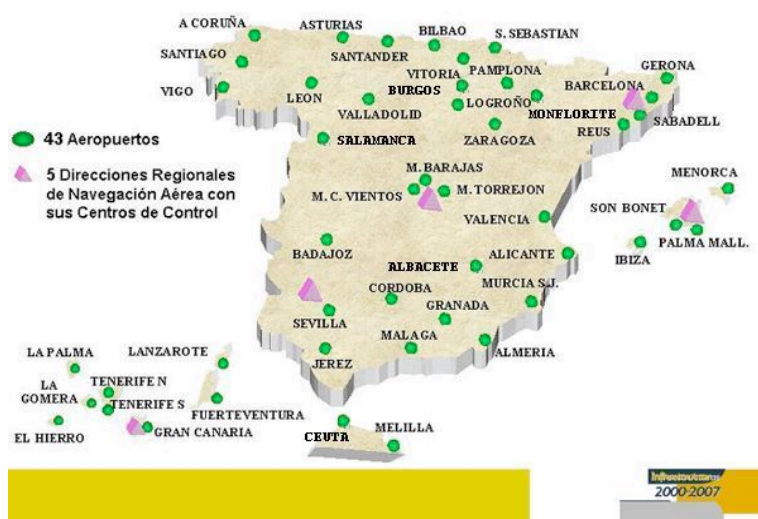 A CORUÑA
ASTURIAS
BILBAO
S. SEBASTIAN
SANTIAGO
SANTANDER
VITORIA
PAMPLONA
GERONA
VIGO
LEON
BURGOS
BARCELONA
VALLADOLID
LOGROÑO
MONFLORITE
SABADELL
REUS
ZARAGOZA
SALAMANCA
43 Aeropuertos
5 Direcciones Regionales
de Navegación Aérea con
sus Centros de Control
M. BARAJAS
M. C. VIENTOS
M. TORREJON
MENORCA
SON BONET
VALENCIA
PALMA MALL.
IBIZA
BADAJOZ
ALBACETE
ALICANTE
CORDOBA
MURCIA S.J.
GRANADA
SEVILLA
MALAGA
ALMERIA
JEREZ
LA PALMA
LANZAROTE
LA
GOMERA
TENERIFE N
TENERIFE S
FUERTEVENTURA
EL HIERRO
GRAN CANARIA
CEUTA
MELILLA
Infraestructuras
2000-2007